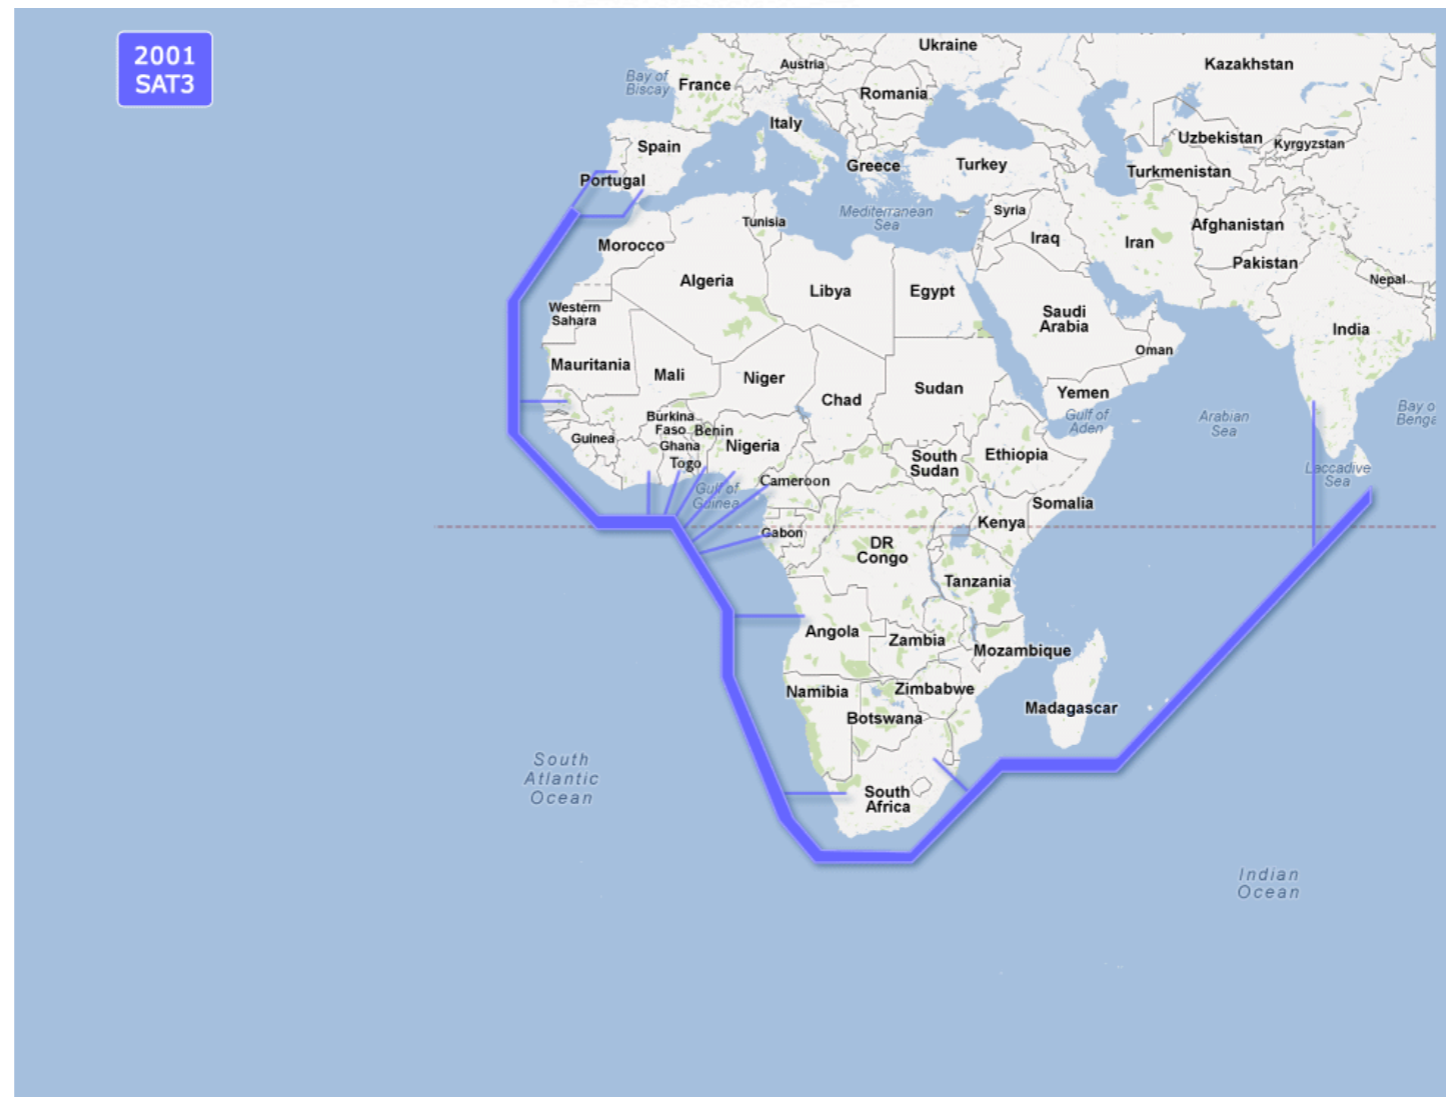 2001
SAT3
Ukraine
Austria
Kazakhstan
Bay of
Biscay
France
Romania
Italy
Uzbekistan
Kyrgyzstan
Spain
Greece
Turkey
Turkmenistan
Portugal
Mediterranean
Sea
Syria
Tunisia
Afghanistan
Morocco
Iraq
Iran
Pakistan
Algeria
Libya
Egypt
Nepal
Western
Sahara
Saudi
Arabia
India
Oman
Mauritania
Mali
Niger
Chad
Sudan
Yemen
Gulf of
Aden
Arabian
Sea
Bay o
Benga
Burkina
Faso
Benin
Guinea
Ghana
Nigeria
Togo
South
Sudan
Ethiopia
Laccadive
Sea
Gulf of
Guinea
Cameroon
Somalia
Kenya
Gabon
DR
Congo
Tanzania
Angola
Zambia
Mozambique
Namibia
Zimbabwe
Botswana
Madagascar
South
Atlantic
Ocean
South
Africa
Indian
Ocean